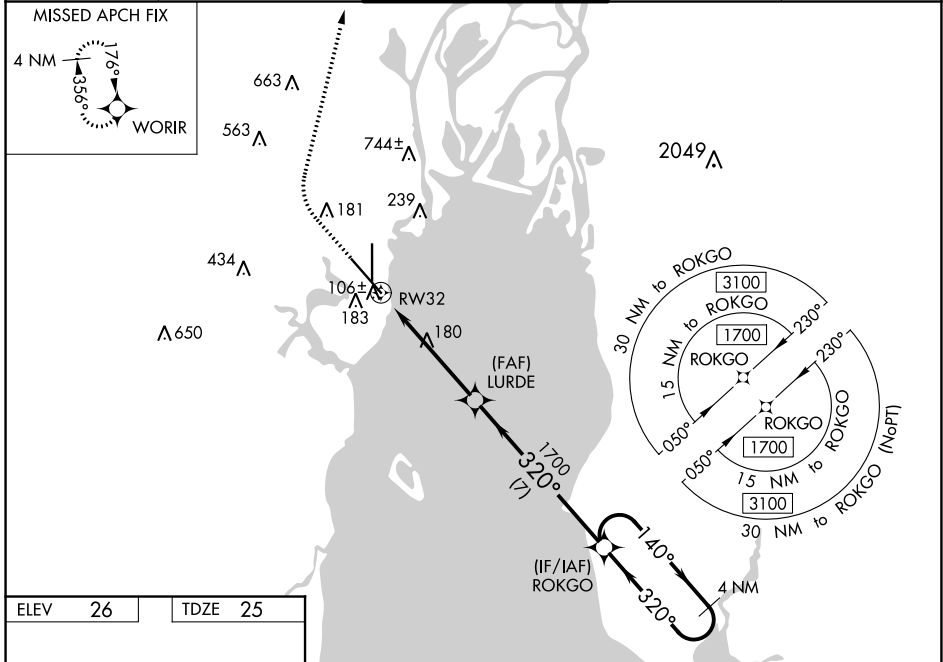 MISSED APCH FIX
4 NM
176°
356°
WORIR
663
563
744±
2049
181
239
434
106±
183
RW32
650
180
(FAF)
LURDE
1700
320°
(7)
(IF/IAF)
ROKGO
140°
320°
4 NM
30 NM to ROKGO
3100
15 NM to ROKGO
1700
230°
ROKGO
050°
230°
ROKGO
050°
1700
15 NM to ROKGO
3100
30 NM to ROKGO (NoPT)
ELEV 26
TDZE 25